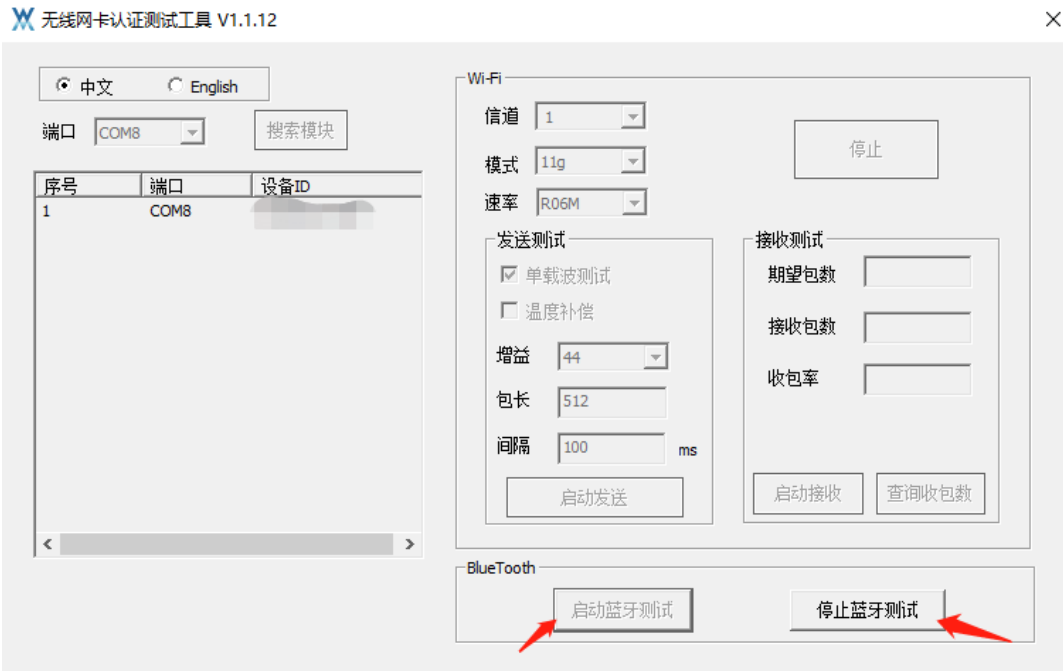 无线网卡认证测试工具 V1.1.12
中文 English
端口 COM8 搜索模块
序号 端口 设备ID
1 COM8
Wi-Fi
信道 1
模式 11g
速率 R06M
停止
发送测试
单载波测试
温度补偿
增益 44
包长 512
间隔 100 ms
启动发送
接收测试
期望包数
接收包数
收包率
启动接收 查询收包数
BlueTooth
启动蓝牙测试 停止蓝牙测试